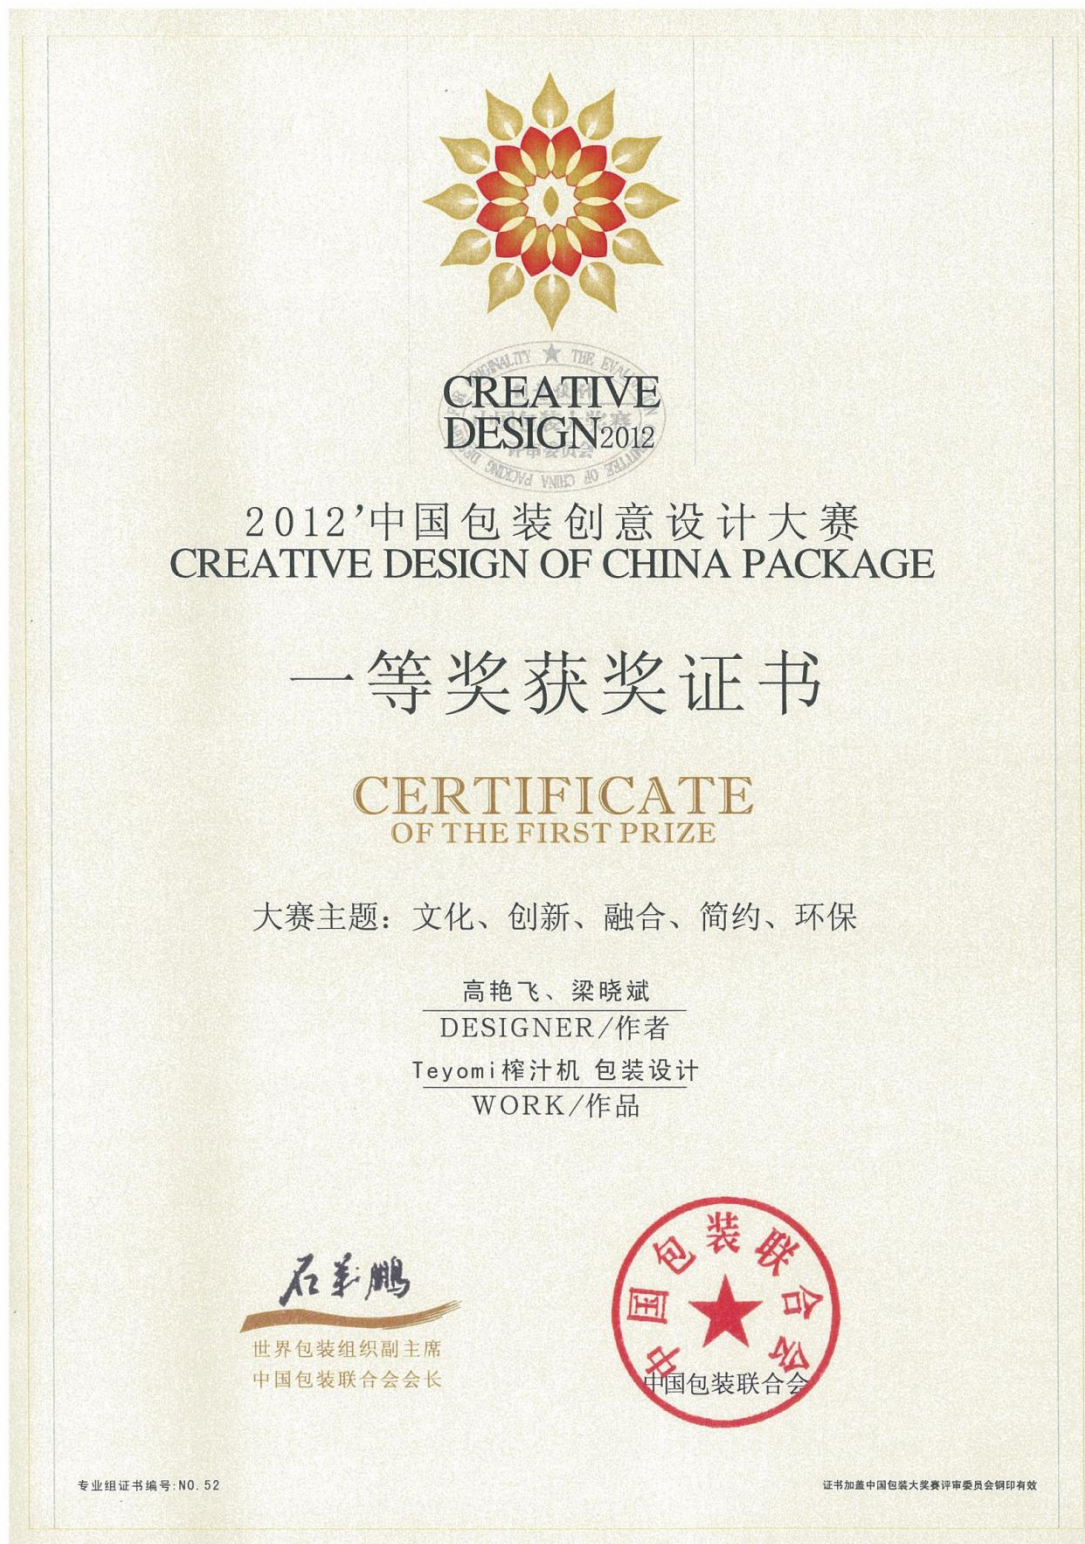 CREATIVE
DESIGN2012
2012’中国包装创意设计大赛
CREATIVE DESIGN OF CHINA PACKAGE
一等奖获奖证书
CERTIFICATE
OF THE FIRST PRIZE
大赛主题：文化、创新、融合、简约、环保
高艳飞、梁晓斌
DESIGNER/作者
Teyomi榨汁机 包装设计
WORK/作品
世界包装组织副主席
中国包装联合会会长
中国包装联合会
中国包装联合会
专业组证书编号:NO. 52
证书加盖中国包装大奖赛评审委员会钢印有效